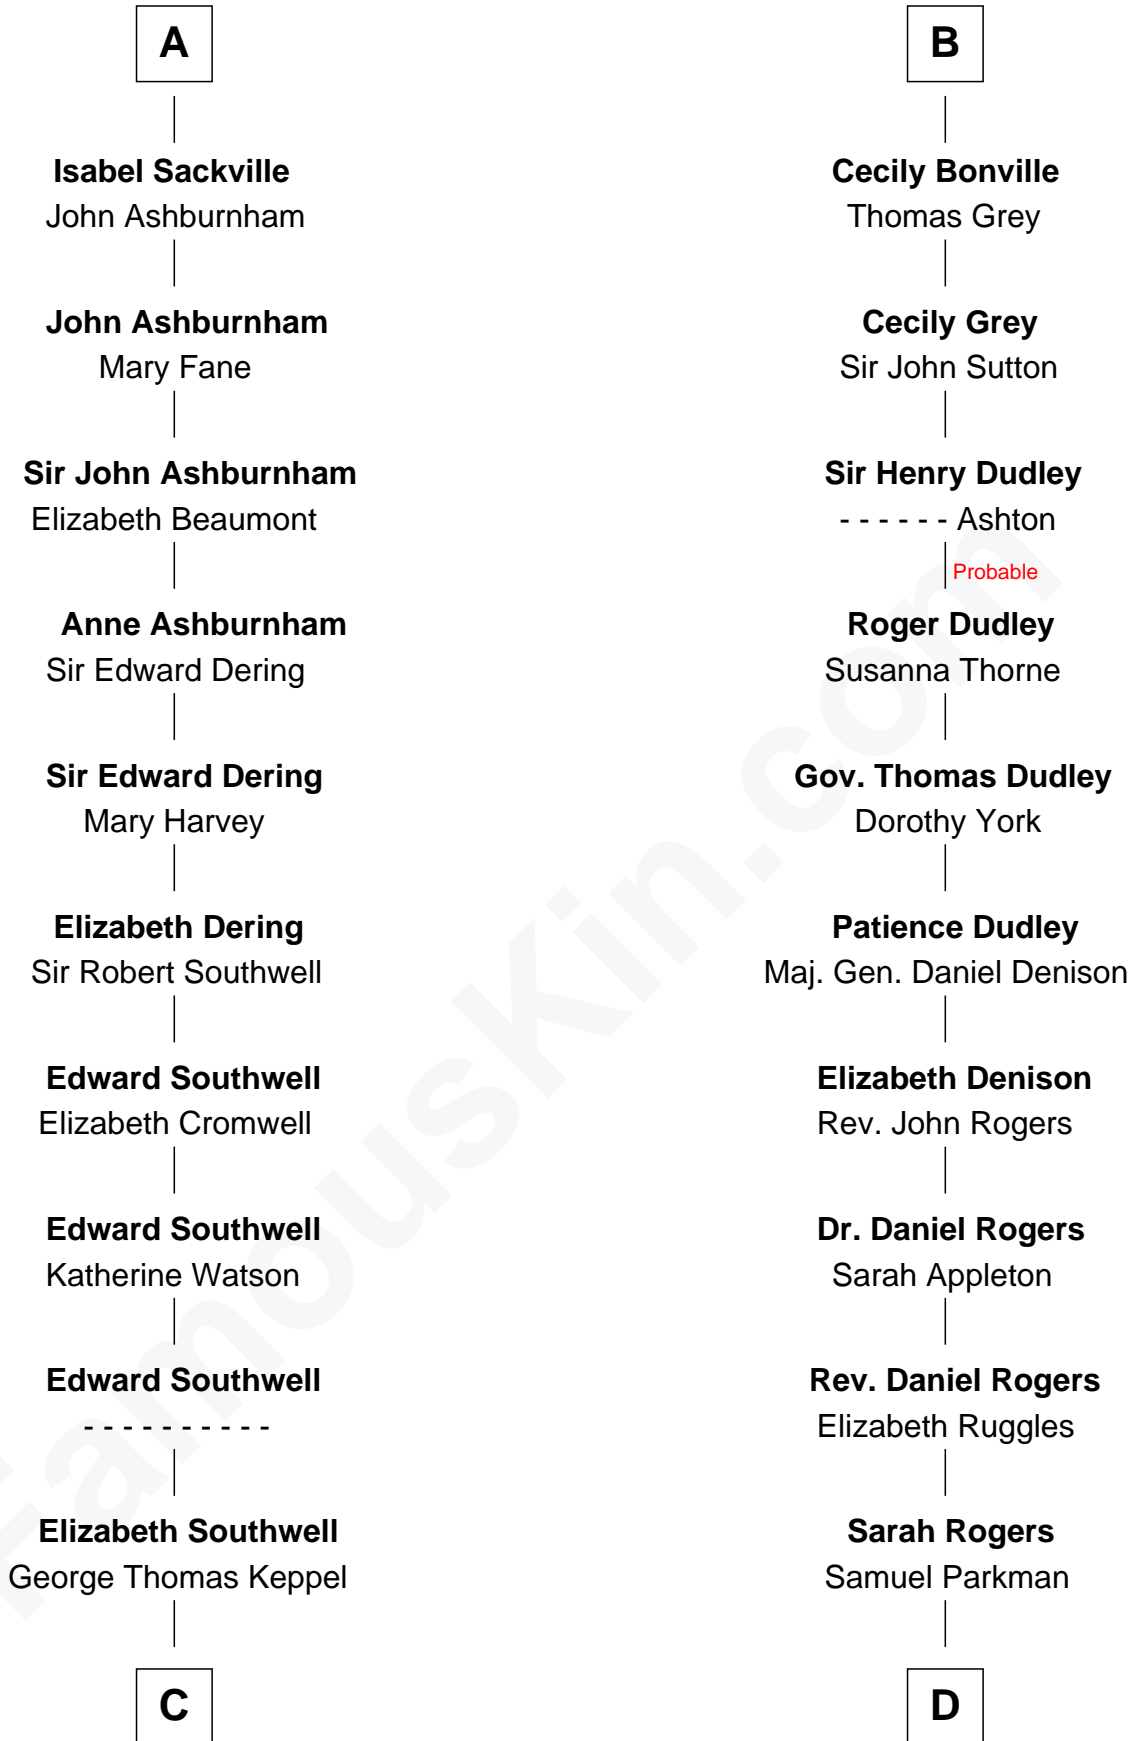 A
Isabel Sackville
John Ashburnham
John Ashburnham
Mary Fane
Sir John Ashburnham
Elizabeth Beaumont
Anne Ashburnham
Sir Edward Dering
Sir Edward Dering
Mary Harvey
Elizabeth Dering
Sir Robert Southwell
Edward Southwell
Elizabeth Cromwell
Edward Southwell
Katherine Watson
Edward Southwell
- - - - - - - - - -
Elizabeth Southwell
George Thomas Keppel
C
B
Cecily Bonville
Thomas Grey
Cecily Grey
Sir John Sutton
Sir Henry Dudley
- - - - - - Ashton
Probable
Roger Dudley
Susanna Thorne
Gov. Thomas Dudley
Dorothy York
Patience Dudley
Maj. Gen. Daniel Denison
Elizabeth Denison
Rev. John Rogers
Dr. Daniel Rogers
Sarah Appleton
Rev. Daniel Rogers
Elizabeth Ruggles
Sarah Rogers
Samuel Parkman
D
FamousKin.com